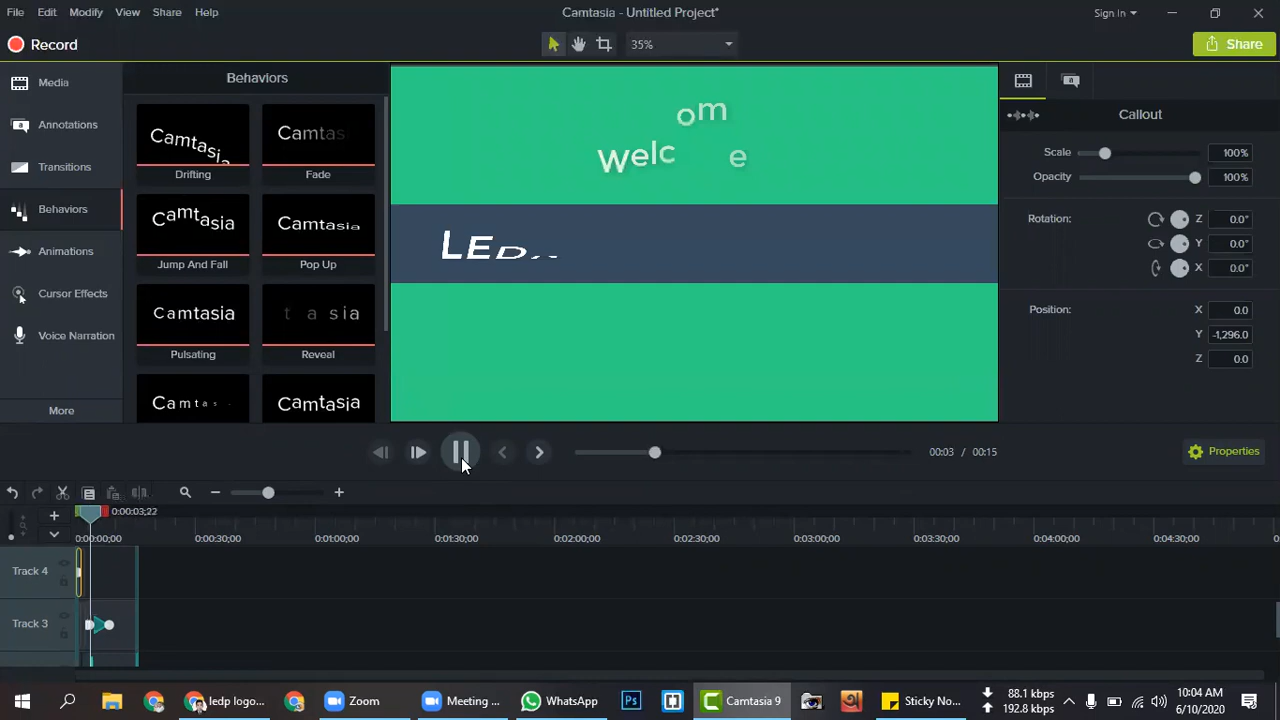 File Edit Modify View Share Help
Camtasia - Untitled Project*
Sign In
Record
35%
Share
Media
Annotations
Transitions
Behaviors
Animations
Cursor Effects
Voice Narration
More
Behaviors
Camtasia
Drifting
Camtasia
Fade
Camtasia
Jump And Fall
Camtasia
Pop Up
Camtasia
Pulsating
t a sia
Reveal
Camtas
Camtasia
welcome
LED
Callout
Scale 100%
Opacity 100%
Rotation: Z 0.0°
Y 0.0°
X 0.0°
Position: X 0.0
Y -1,296.0
Z 0.0
00:03 / 00:15
Properties
0:00:03;22
0:00:00;00 0:00:30;00 0:01:00;00 0:01:30;00 0:02:00;00 0:02:30;00 0:03:00;00 0:03:30;00 0:04:00;00 0:04:30;00
Track 4
Track 3
ledp logo... Zoom Meeting ... WhatsApp Ps Camtasia 9 Sticky No...
88.1 kbps
192.8 kbps
10:04 AM
6/10/2020